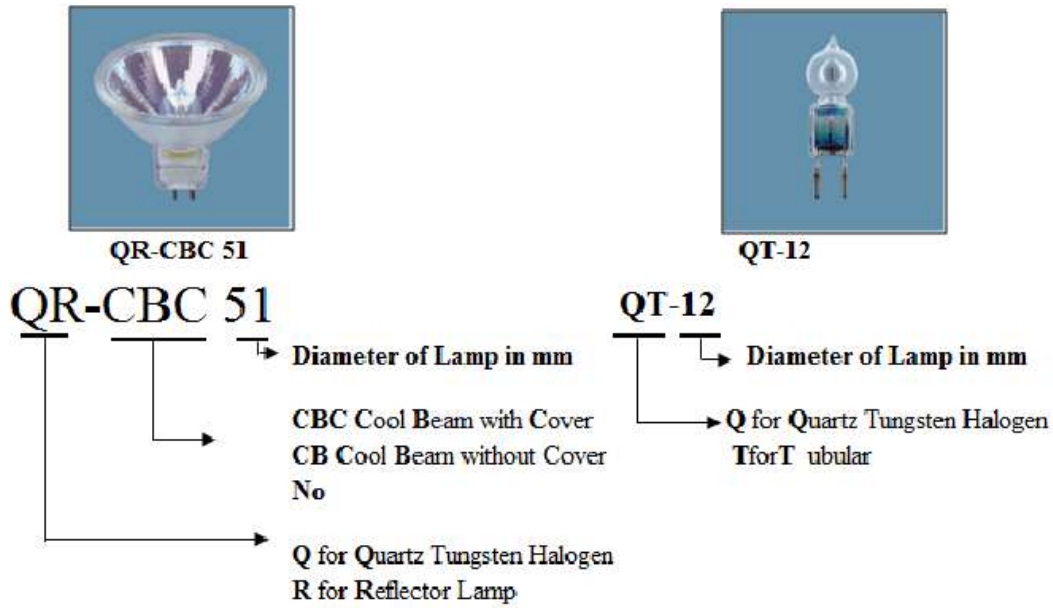 QR-CBC 51
QT-12
QR-CBC 51
QT-12
Diameter of Lamp in mm
Diameter of Lamp in mm
CBC Cool Beam with Cover
CB Cool Beam without Cover
No
Q for Quartz Tungsten Halogen
TforT ubular
Q for Quartz Tungsten Halogen
R for Reflector Lamp